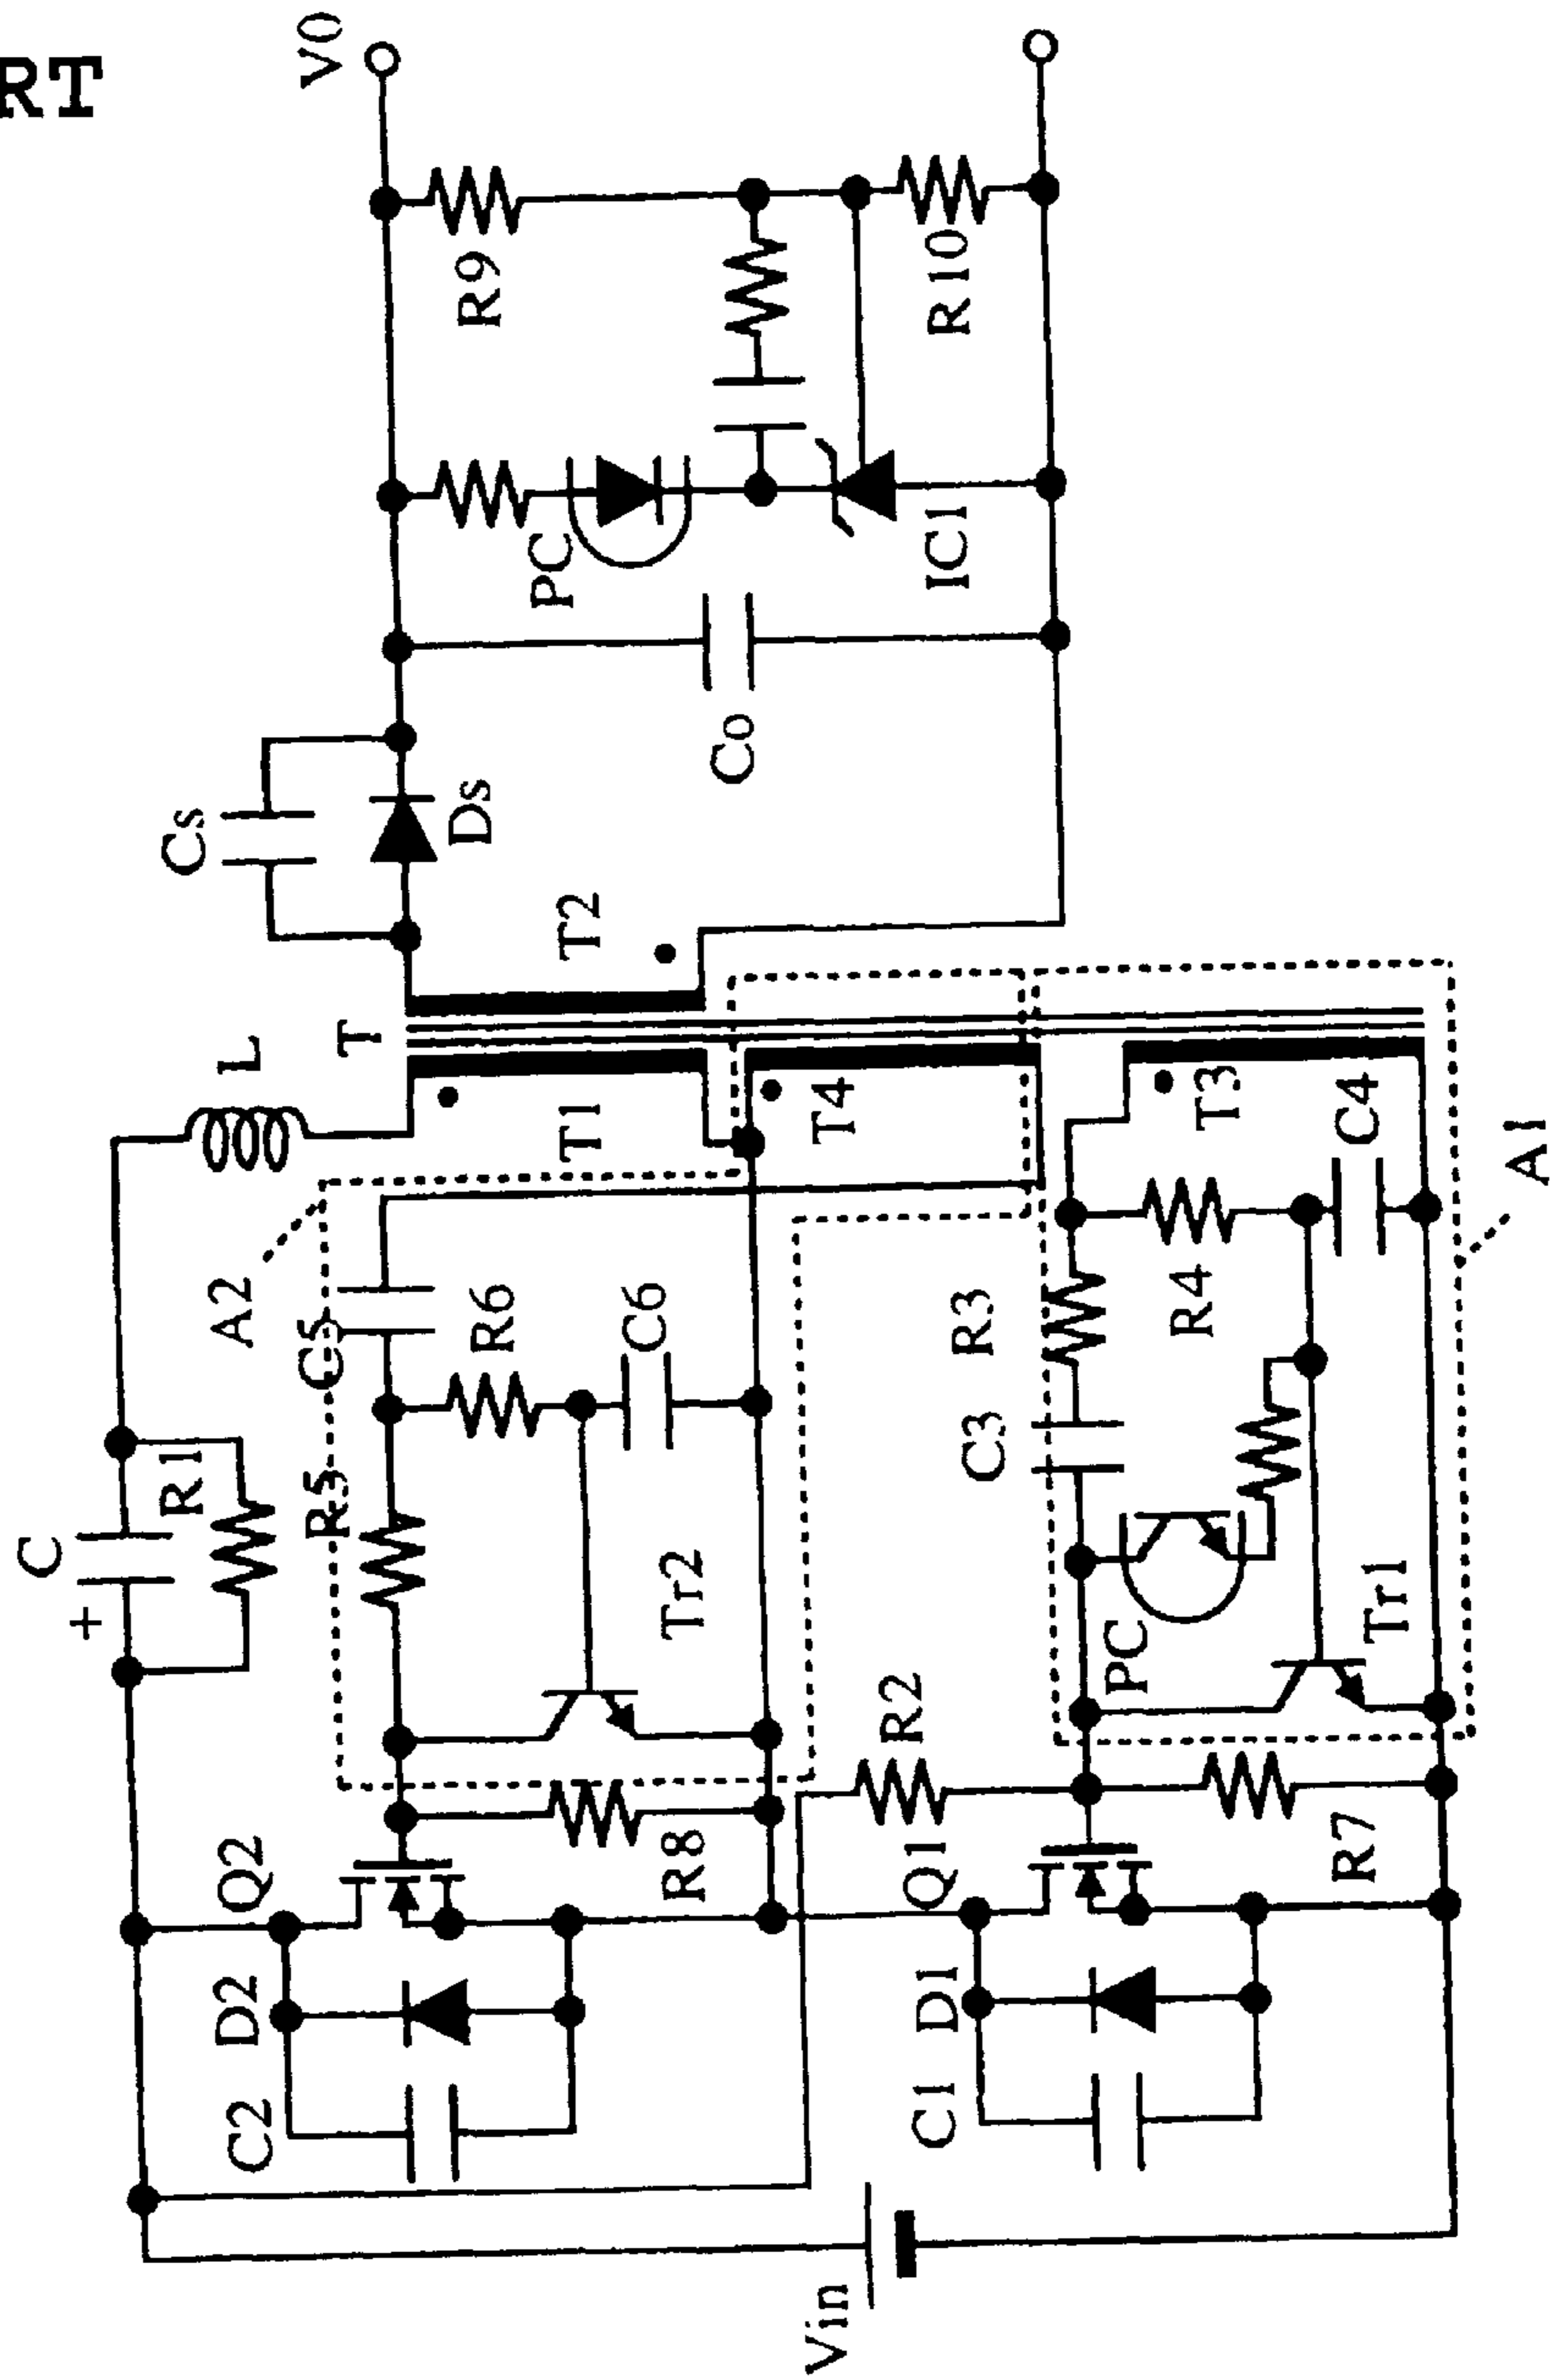 RT
V0
R9
R10
PC
IC1
Cs
Ds
Co
T2
L
T
T1
T4
T3
C4
A1
A2
C5
R6
C6
R3
R4
C
+
R1
R5
Tr2
C3
PC
Tr1
R2
Q2
R8
Q1
R7
D2
D1
C2
C1
Vin